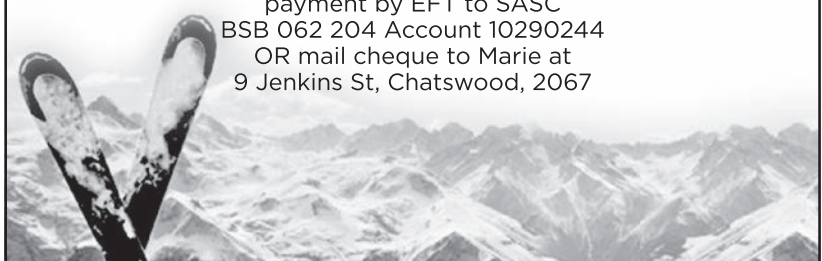 payment by EFT to SASC
BSB 062 204 Account 10290244
OR mail cheque to Marie at
9 Jenkins St, Chatswood, 2067